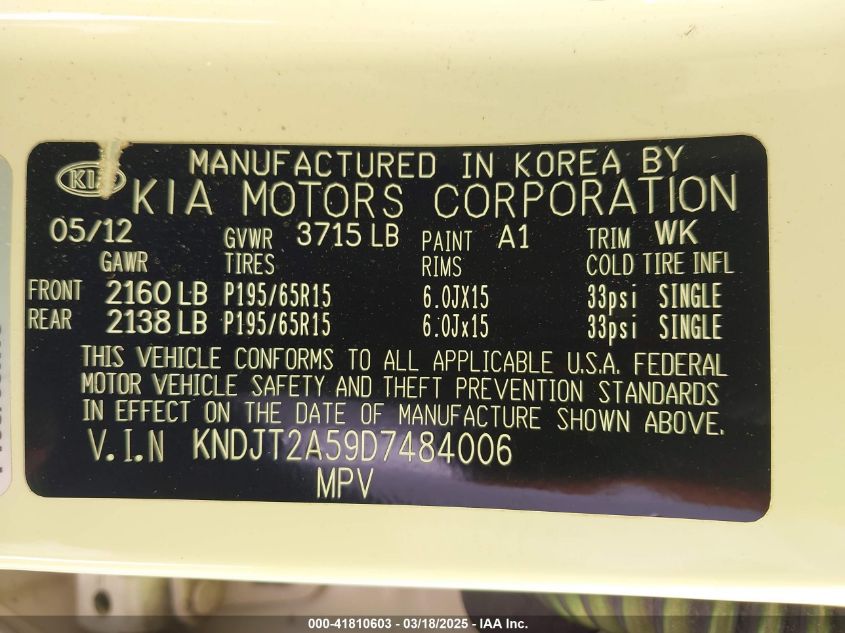 MANUFACTURED IN KOREA BY
KIA KIA MOTORS CORPORATION
05/12 GVWR 3715 LB PAINT A1 TRIM WK
GAWR TIRES RIMS COLD TIRE INFL
FRONT 2160 LB P195/65R15 6.0JX15 33psi SINGLE
REAR 2138 LB P195/65R15 6.0Jx15 33psi SINGLE
THIS VEHICLE CONFORMS TO ALL APPLICABLE U.S.A. FEDERAL
MOTOR VEHICLE SAFETY AND THEFT PREVENTION STANDARDS
IN EFFECT ON THE DATE OF MANUFACTURE SHOWN ABOVE.
V.I.N KNDJT2A59D7484006
MPV
000-41810603 - 03/18/2025 - IAA Inc.